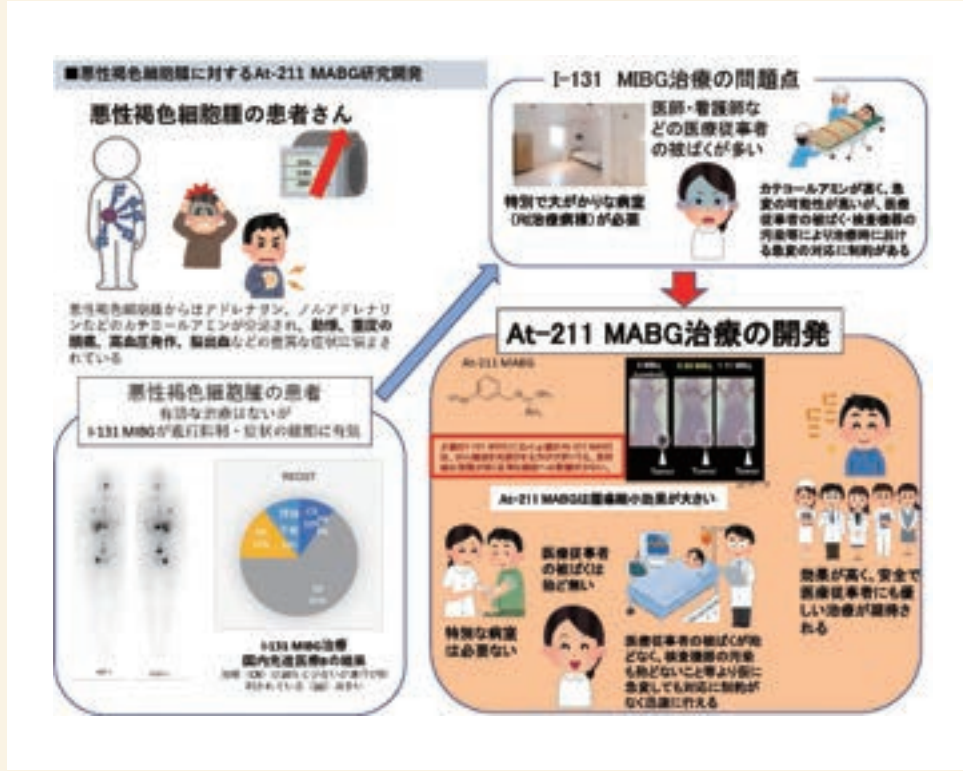 ■悪性褐色細胞腫に対するAt-211 MABG研究開発
悪性褐色細胞腫の患者さん
悪性褐色細胞腫からはアドレナリン、ノルアドレナリ
ンなどのカテコールアミンが分泌され、動悸、重度の
頭痛、高血圧発作、脳出血などの
されている
悪性褐色細胞腫の患者
有効な治療はないが
I-131 MIBGが進行抑制・症状の緩和に有効
RECIST
I-131 MIBG治療
国内先進医療Bの結果
I-131 MIBG治療の問題点
特別で大がかりな病室
(RI治療病棟)が必要
医師・看護師な
どの医療従事者
の被ばくが多い
カテコールアミンが高く、急
変の可能性が高いが、医療
従事者の被ばく・検査機器の
汚染等により治療時におけ
る急変の対応に制約がある
At-211 MABG治療の開発
At-211 MABG
Tumor
Tumor
Tumor
At-211 MABGは腫瘍縮小効果が大きい
特別な病室
は必要ない
医療従事者
の被ばくは
殆ど無い
医療従事者の被ばくが殆
どなく、検査機器の汚染
も殆どないこと等より仮に
急変しても対応に制約が
なく迅速に行える
効果が高く、安全で
医療従事者にも優
しい治療が期待さ
れる